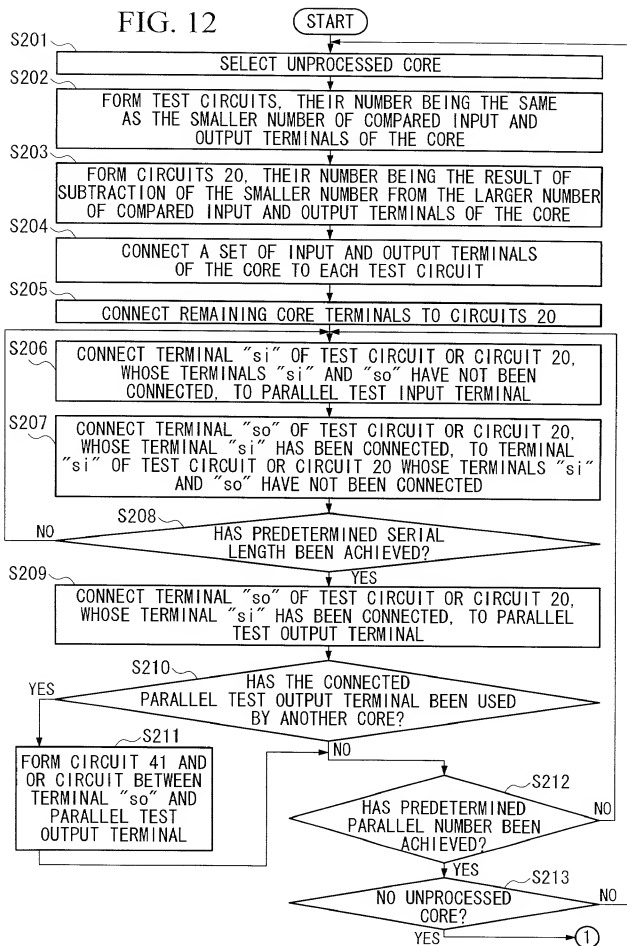 FIG. 12
START
S201
SELECT UNPROCESSED CORE
S202
FORM TEST CIRCUITS, THEIR NUMBER BEING THE SAME
AS THE SMALLER NUMBER OF COMPARED INPUT AND
OUTPUT TERMINALS OF THE CORE
S203
FORM CIRCUITS 20, THEIR NUMBER BEING THE RESULT OF
SUBTRACTION OF THE SMALLER NUMBER FROM THE LARGER NUMBER
OF COMPARED INPUT AND OUTPUT TERMINALS OF THE CORE
S204
CONNECT A SET OF INPUT AND OUTPUT TERMINALS
OF THE CORE TO EACH TEST CIRCUIT
S205
CONNECT REMAINING CORE TERMINALS TO CIRCUITS 20
S206
CONNECT TERMINAL "si" OF TEST CIRCUIT OR CIRCUIT 20,
WHOSE TERMINALS "si" AND "so" HAVE NOT BEEN
CONNECTED, TO PARALLEL TEST INPUT TERMINAL
S207
CONNECT TERMINAL "so" OF TEST CIRCUIT OR CIRCUIT 20,
WHOSE TERMINAL "si" HAS BEEN CONNECTED, TO TERMINAL
"si" OF TEST CIRCUIT OR CIRCUIT 20 WHOSE TERMINALS "si"
AND "so" HAVE NOT BEEN CONNECTED
S208
NO
HAS PREDETERMINED SERIAL
LENGTH BEEN ACHIEVED?
YES
S209
CONNECT TERMINAL "so" OF TEST CIRCUIT OR CIRCUIT 20,
WHOSE TERMINAL "si" HAS BEEN CONNECTED, TO PARALLEL
TEST OUTPUT TERMINAL
S210
YES
HAS THE CONNECTED
PARALLEL TEST OUTPUT TERMINAL BEEN USED
BY ANOTHER CORE?
NO
S211
FORM CIRCUIT 41 AND
OR CIRCUIT BETWEEN
TERMINAL "so" AND
PARALLEL TEST
OUTPUT TERMINAL
S212
HAS PREDETERMINED
PARALLEL NUMBER BEEN
ACHIEVED?
NO
YES
S213
NO UNPROCESSED
CORE?
NO
YES
1